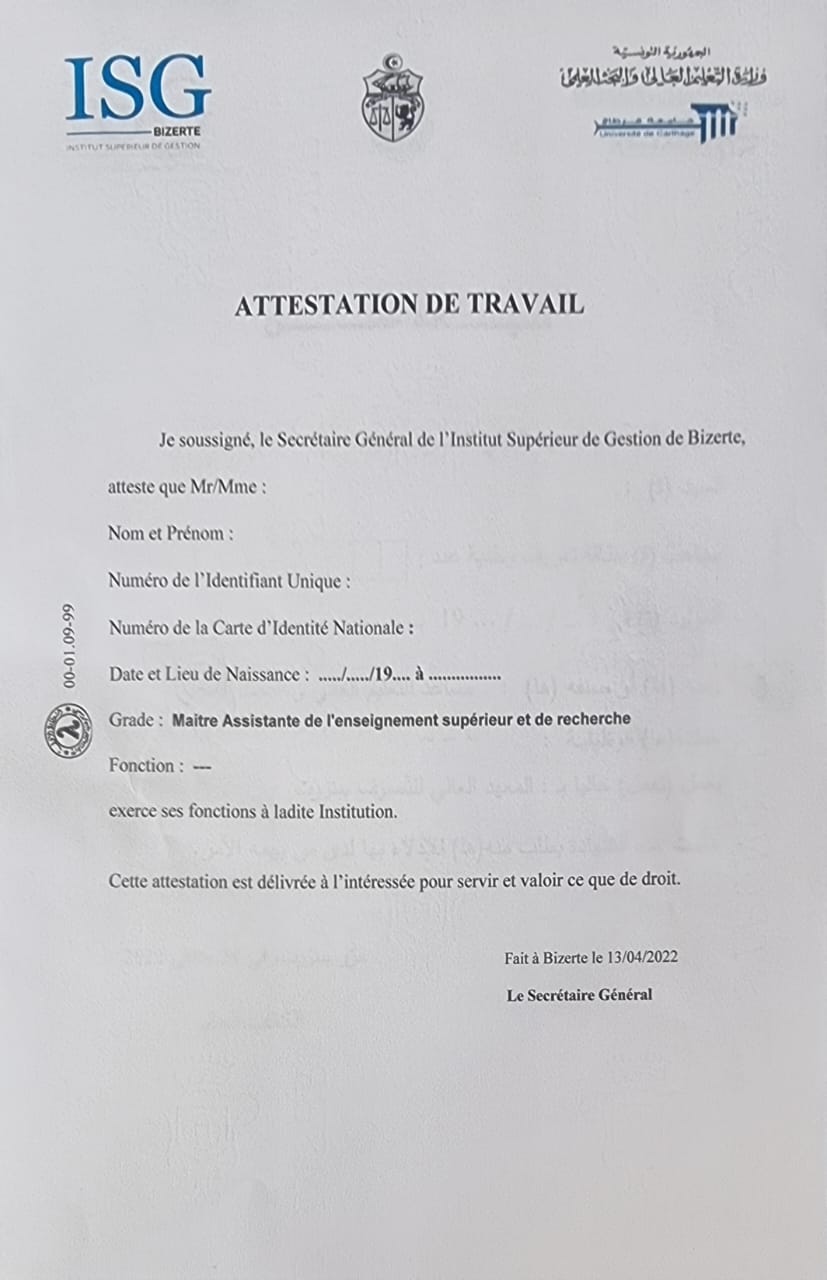 ISG
BIZERTE
INSTITUT SUPERIEUR DE GESTION
الجمهورية التونسية
وزارة التعليم العالي والبحث العلمي
جامعة قرطاج
Université de Carthage
ATTESTATION DE TRAVAIL
Je soussigné, le Secrétaire Général de l'Institut Supérieur de Gestion de Bizerte,
atteste que Mr/Mme :
Nom et Prénom :
Numéro de l'Identifiant Unique :
Numéro de la Carte d'Identité Nationale :
Date et Lieu de Naissance : ...../...../19.... à ................
Grade : Maitre Assistante de l'enseignement supérieur et de recherche
Fonction : ---
exerce ses fonctions à ladite Institution.
Cette attestation est délivrée à l'intéressée pour servir et valoir ce que de droit.
Fait à Bizerte le 13/04/2022
Le Secrétaire Général
00-01.09-99